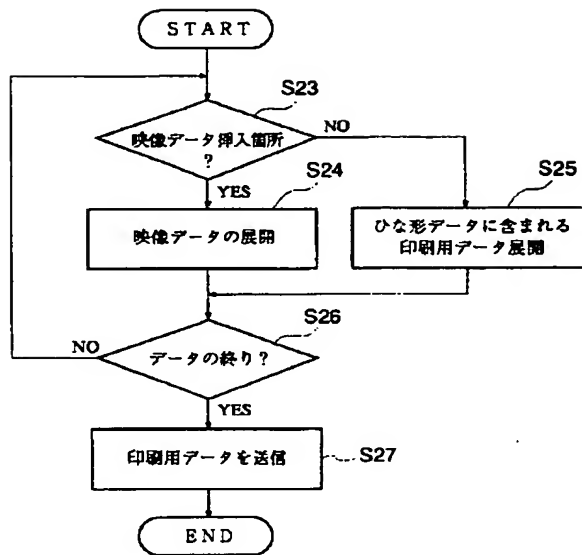 START
S23
映像データ挿入箇所
?
NO
YES
S24
映像データの展開
S25
ひな形データに含まれる
印刷用データ展開
S26
データの終り?
NO
YES
印刷用データを送信
S27
END